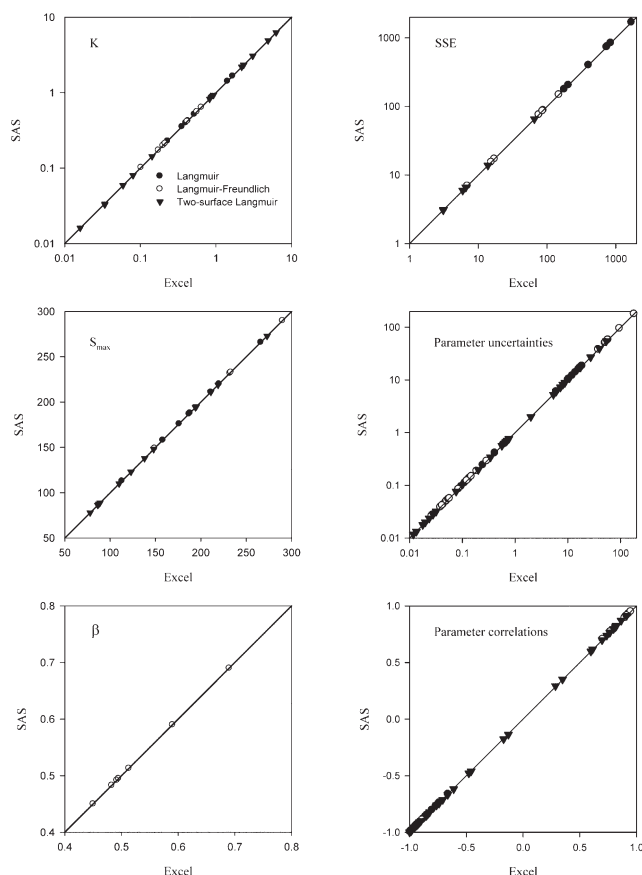 K
SAS
10
1
0.1
0.01
0.01 0.1 1 10
Excel
Langmuir
Langmuir-Freundlich
Two-surface Langmuir
SSE
SAS
1000
100
10
1
1 10 100 1000
Excel
Smax
SAS
300
250
200
150
100
50
50 100 150 200 250 300
Excel
Parameter uncertainties
SAS
100
10
1
0.1
0.01
0.01 0.1 1 10 100
Excel
β
SAS
0.8
0.7
0.6
0.5
0.4
0.4 0.5 0.6 0.7 0.8
Excel
Parameter correlations
SAS
1.0
0.5
0.0
-0.5
-1.0
-1.0 -0.5 0.0 0.5 1.0
Excel